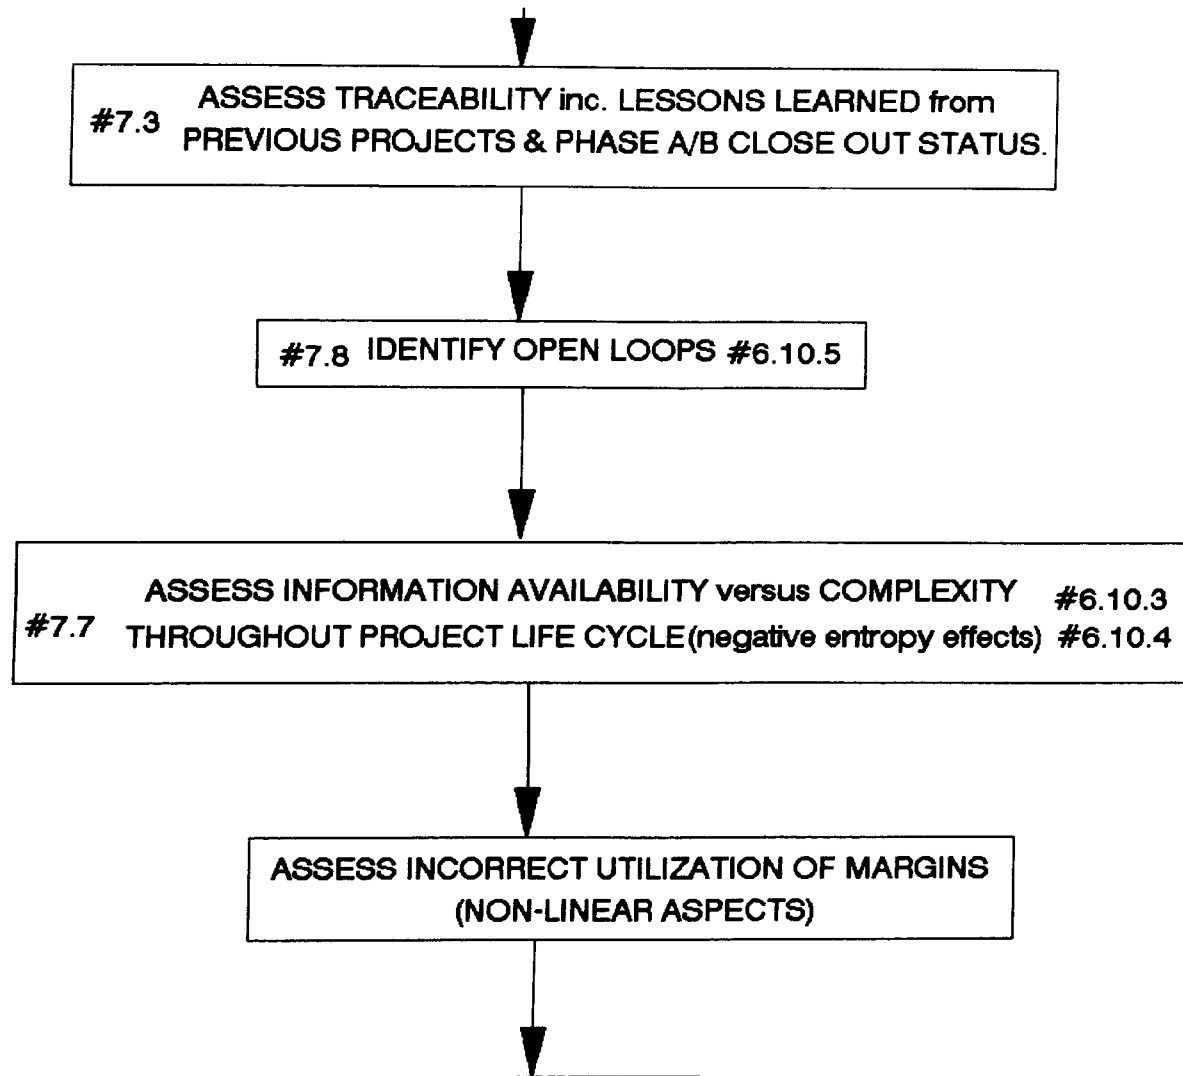 ASSESS TRACEABILITY inc. LESSONS LEARNED from
#7.3
PREVIOUS PROJECTS & PHASE A/B CLOSE OUT STATUS.
#7.8 IDENTIFY OPEN LOOPS #6.10.5
ASSESS INFORMATION AVAILABILITY versus COMPLEXITY #6.10.3
#7.7 THROUGHOUT PROJECT LIFE CYCLE(negative entropy effects) #6.10.4
ASSESS INCORRECT UTILIZATION OF MARGINS
(NON-LINEAR ASPECTS)